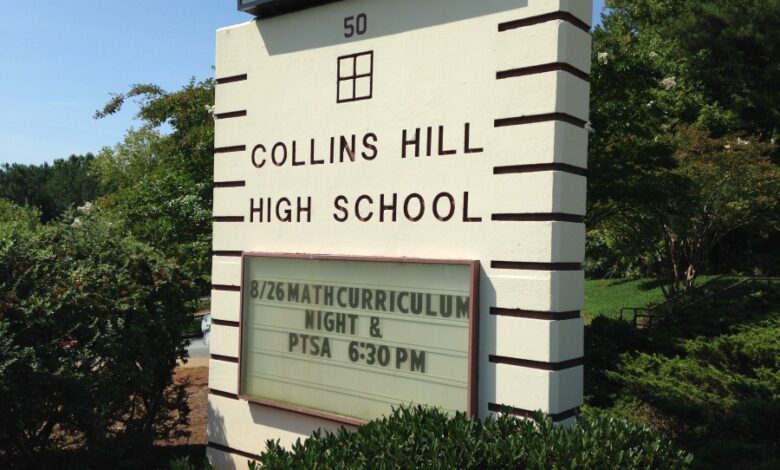 50
COLLINS HILL
HIGH SCHOOL
8/26 MATH CURRICULUM
NIGHT &
PTSA 6:30 PM